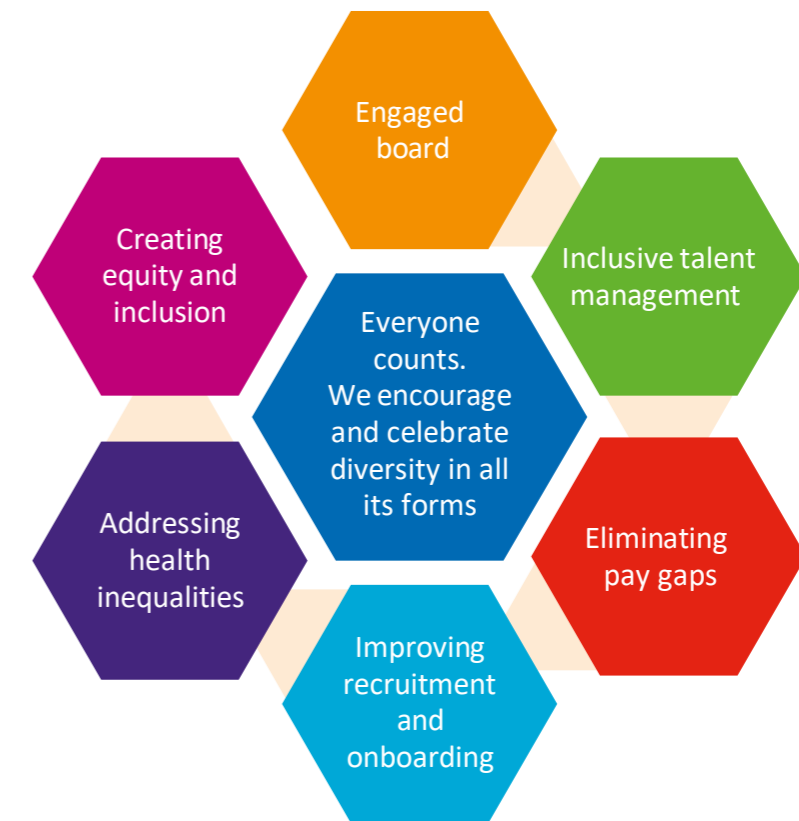 Engaged
board
Inclusive talent
management
Creating
equity and
inclusion
Everyone
counts.
We encourage
and celebrate
diversity in all
its forms
Eliminating
pay gaps
Addressing
health
inequalities
Improving
recruitment
and
onboarding